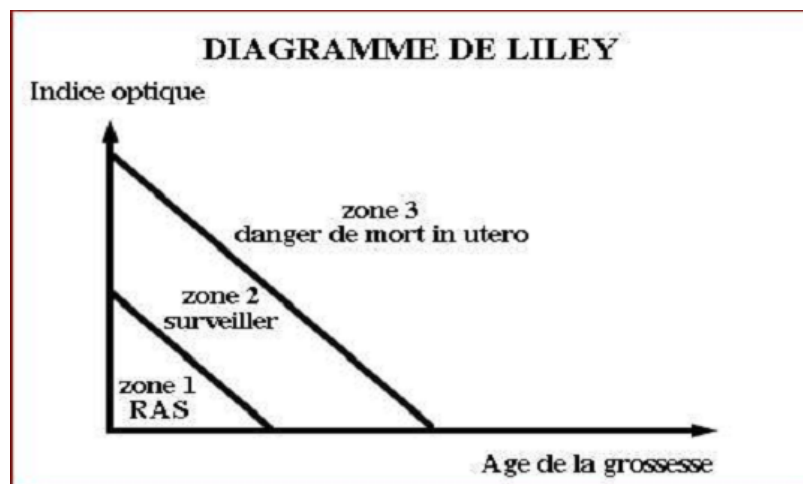 DIAGRAMME DE LILEY
Indice optique
zone 3
danger de mort in utero
zone 2
surveiller
zone 1
RAS
Age de la grossesse